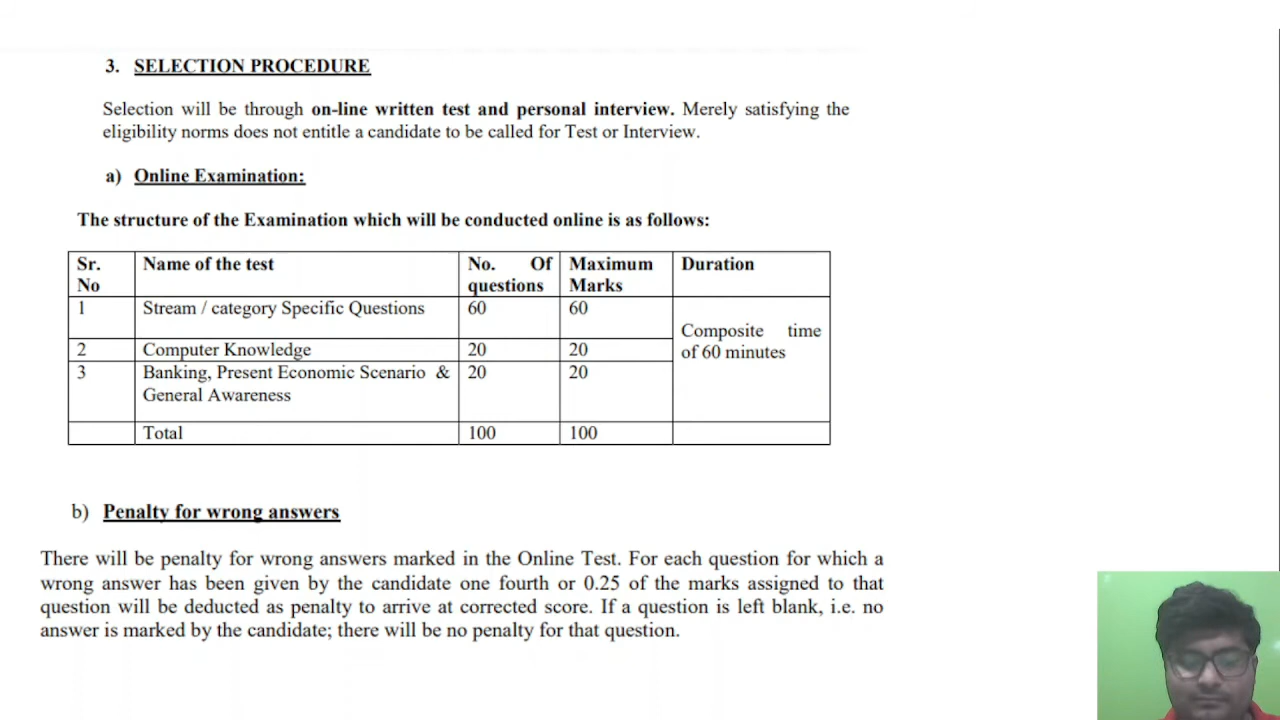 3. SELECTION PROCEDURE
Selection will be through on-line written test and personal interview. Merely satisfying the
eligibility norms does not entitle a candidate to be called for Test or Interview.
a) Online Examination:
The structure of the Examination which will be conducted online is as follows:
Sr. No Name of the test No. Of questions Maximum Marks Duration
1 Stream / category Specific Questions 60 60 Composite time of 60 minutes
2 Computer Knowledge 20 20
3 Banking, Present Economic Scenario & General Awareness 20 20
Total 100 100
b) Penalty for wrong answers
There will be penalty for wrong answers marked in the Online Test. For each question for which a
wrong answer has been given by the candidate one fourth or 0.25 of the marks assigned to that
question will be deducted as penalty to arrive at corrected score. If a question is left blank, i.e. no
answer is marked by the candidate; there will be no penalty for that question.